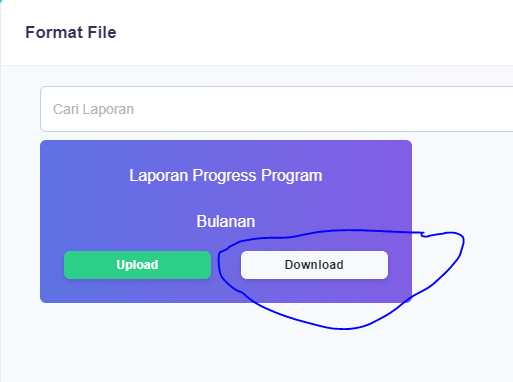 Format File
Cari Laporan
Laporan Progress Program
Bulanan
Upload
Download